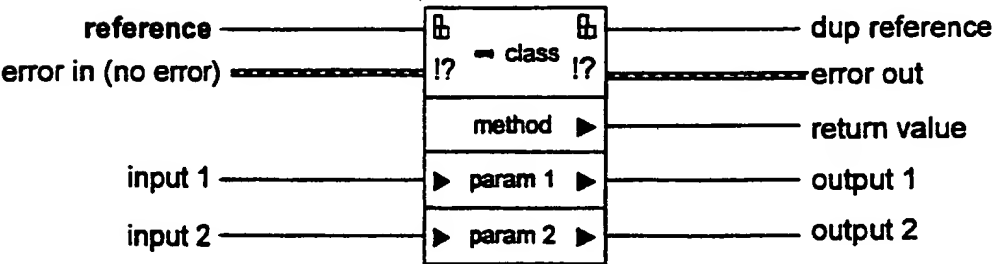 reference dup reference
class
error in (no error) !? !? error out
method return value
input 1 param 1 output 1
input 2 param 2 output 2